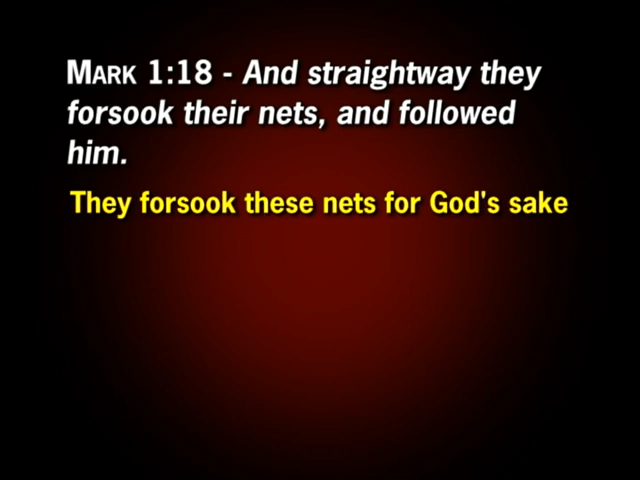 MARK 1:18 - And straightway they
forsook their nets, and followed
him.
They forsook these nets for God's sake